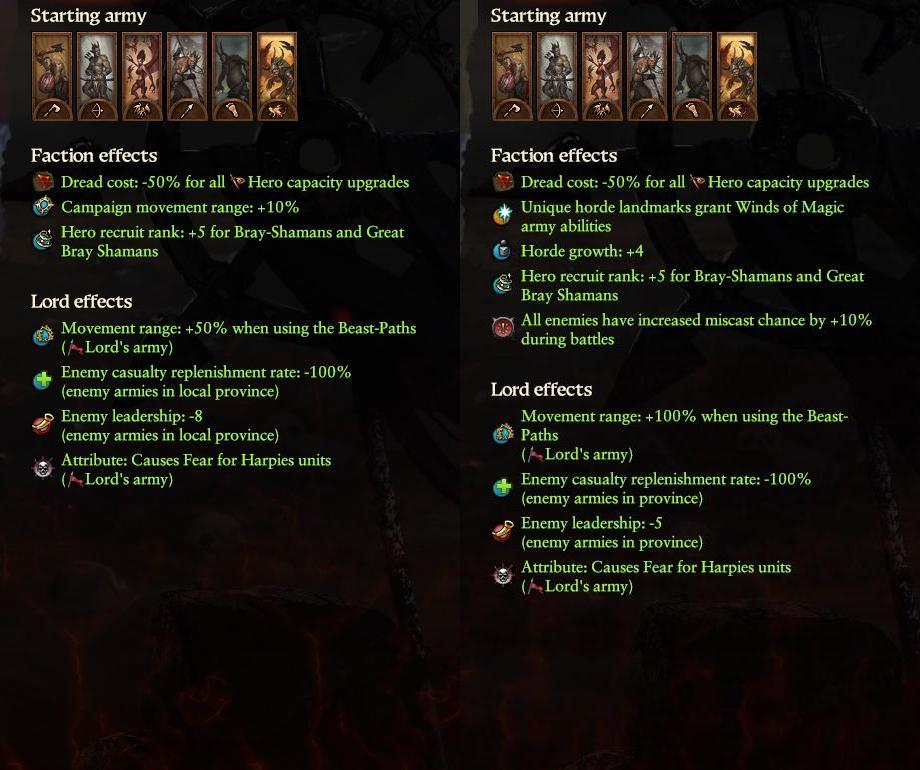 Starting army
Faction effects
Dread cost: -50% for all Hero capacity upgrades
Campaign movement range: +10%
Hero recruit rank: +5 for Bray-Shamans and Great
Bray Shamans
Lord effects
Movement range: +50% when using the Beast-Paths
(Lord's army)
Enemy casualty replenishment rate: -100%
(enemy armies in local province)
Enemy leadership: -8
(enemy armies in local province)
Attribute: Causes Fear for Harpies units
(Lord's army)
Starting army
Faction effects
Dread cost: -50% for all Hero capacity upgrades
Unique horde landmarks grant Winds of Magic
army abilities
Horde growth: +4
Hero recruit rank: +5 for Bray-Shamans and Great
Bray Shamans
All enemies have increased miscast chance by +10%
during battles
Lord effects
Movement range: +100% when using the Beast-
Paths
(Lord's army)
Enemy casualty replenishment rate: -100%
(enemy armies in province)
Enemy leadership: -5
(enemy armies in province)
Attribute: Causes Fear for Harpies units
(Lord's army)